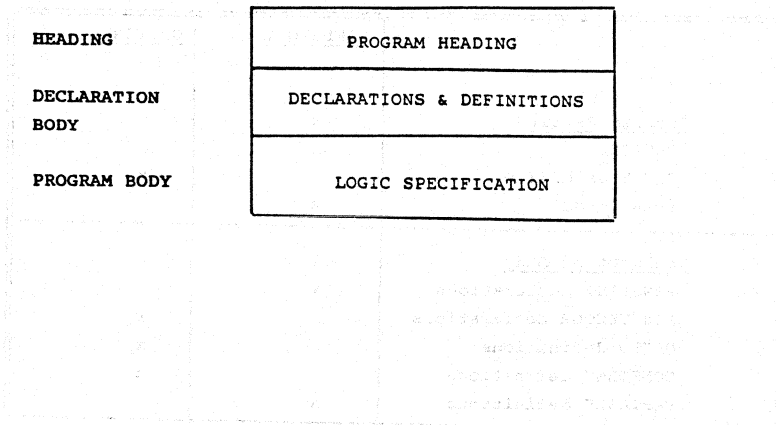 HEADING
PROGRAM HEADING
DECLARATION
BODY
DECLARATIONS & DEFINITIONS
PROGRAM BODY
LOGIC SPECIFICATION